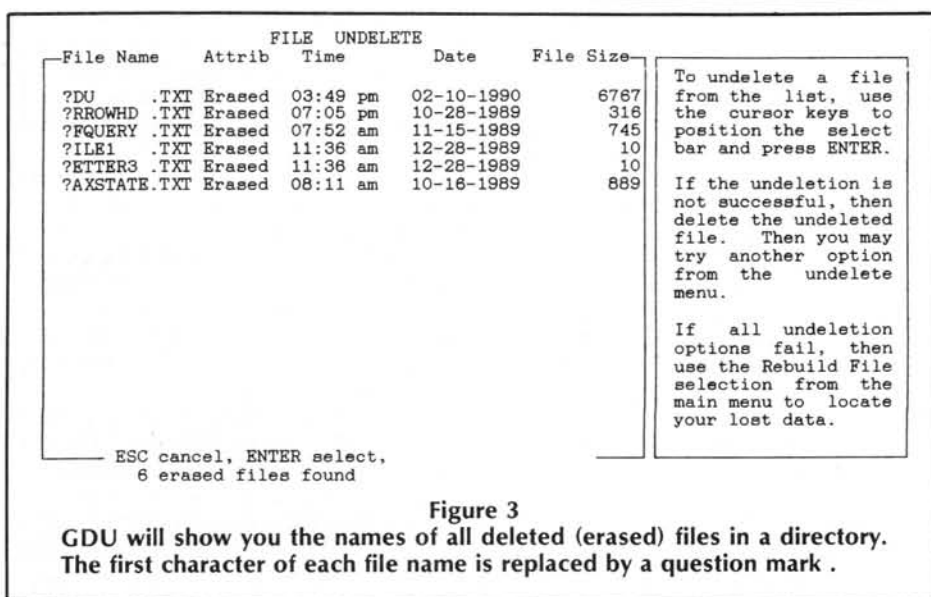 FILE UNDELETE
File Name Attrib Time Date File Size
?DU .TXT Erased 03:49 pm 02-10-1990 6767
?RROWHD .TXT Erased 07:05 pm 10-28-1989 316
?FQUERY .TXT Erased 07:52 am 11-15-1989 745
?ILE1 .TXT Erased 11:36 am 12-28-1989 10
?ETTER3 .TXT Erased 11:36 am 12-28-1989 10
?AXSTATE.TXT Erased 08:11 am 10-16-1989 889
ESC cancel, ENTER select,
6 erased files found
To undelete a file
from the list, use
the cursor keys to
position the select
bar and press ENTER.
If the undeletion is
not successful, then
delete the undeleted
file. Then you may
try another option
from the undelete
menu.
If all undeletion
options fail, then
use the Rebuild File
selection from the
main menu to locate
your lost data.
Figure 3
GDU will show you the names of all deleted (erased) files in a directory.
The first character of each file name is replaced by a question mark .